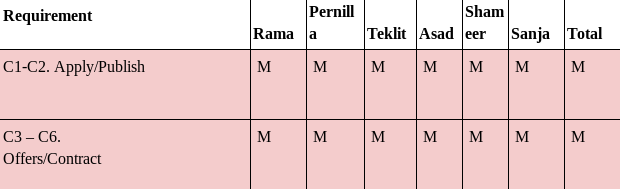 Requirement Rama Pernilla Teklit Asad Shameer Sanja Total
C1-C2. Apply/Publish M M M M M M M
C3 – C6. M M M M M M M
Offers/Contract